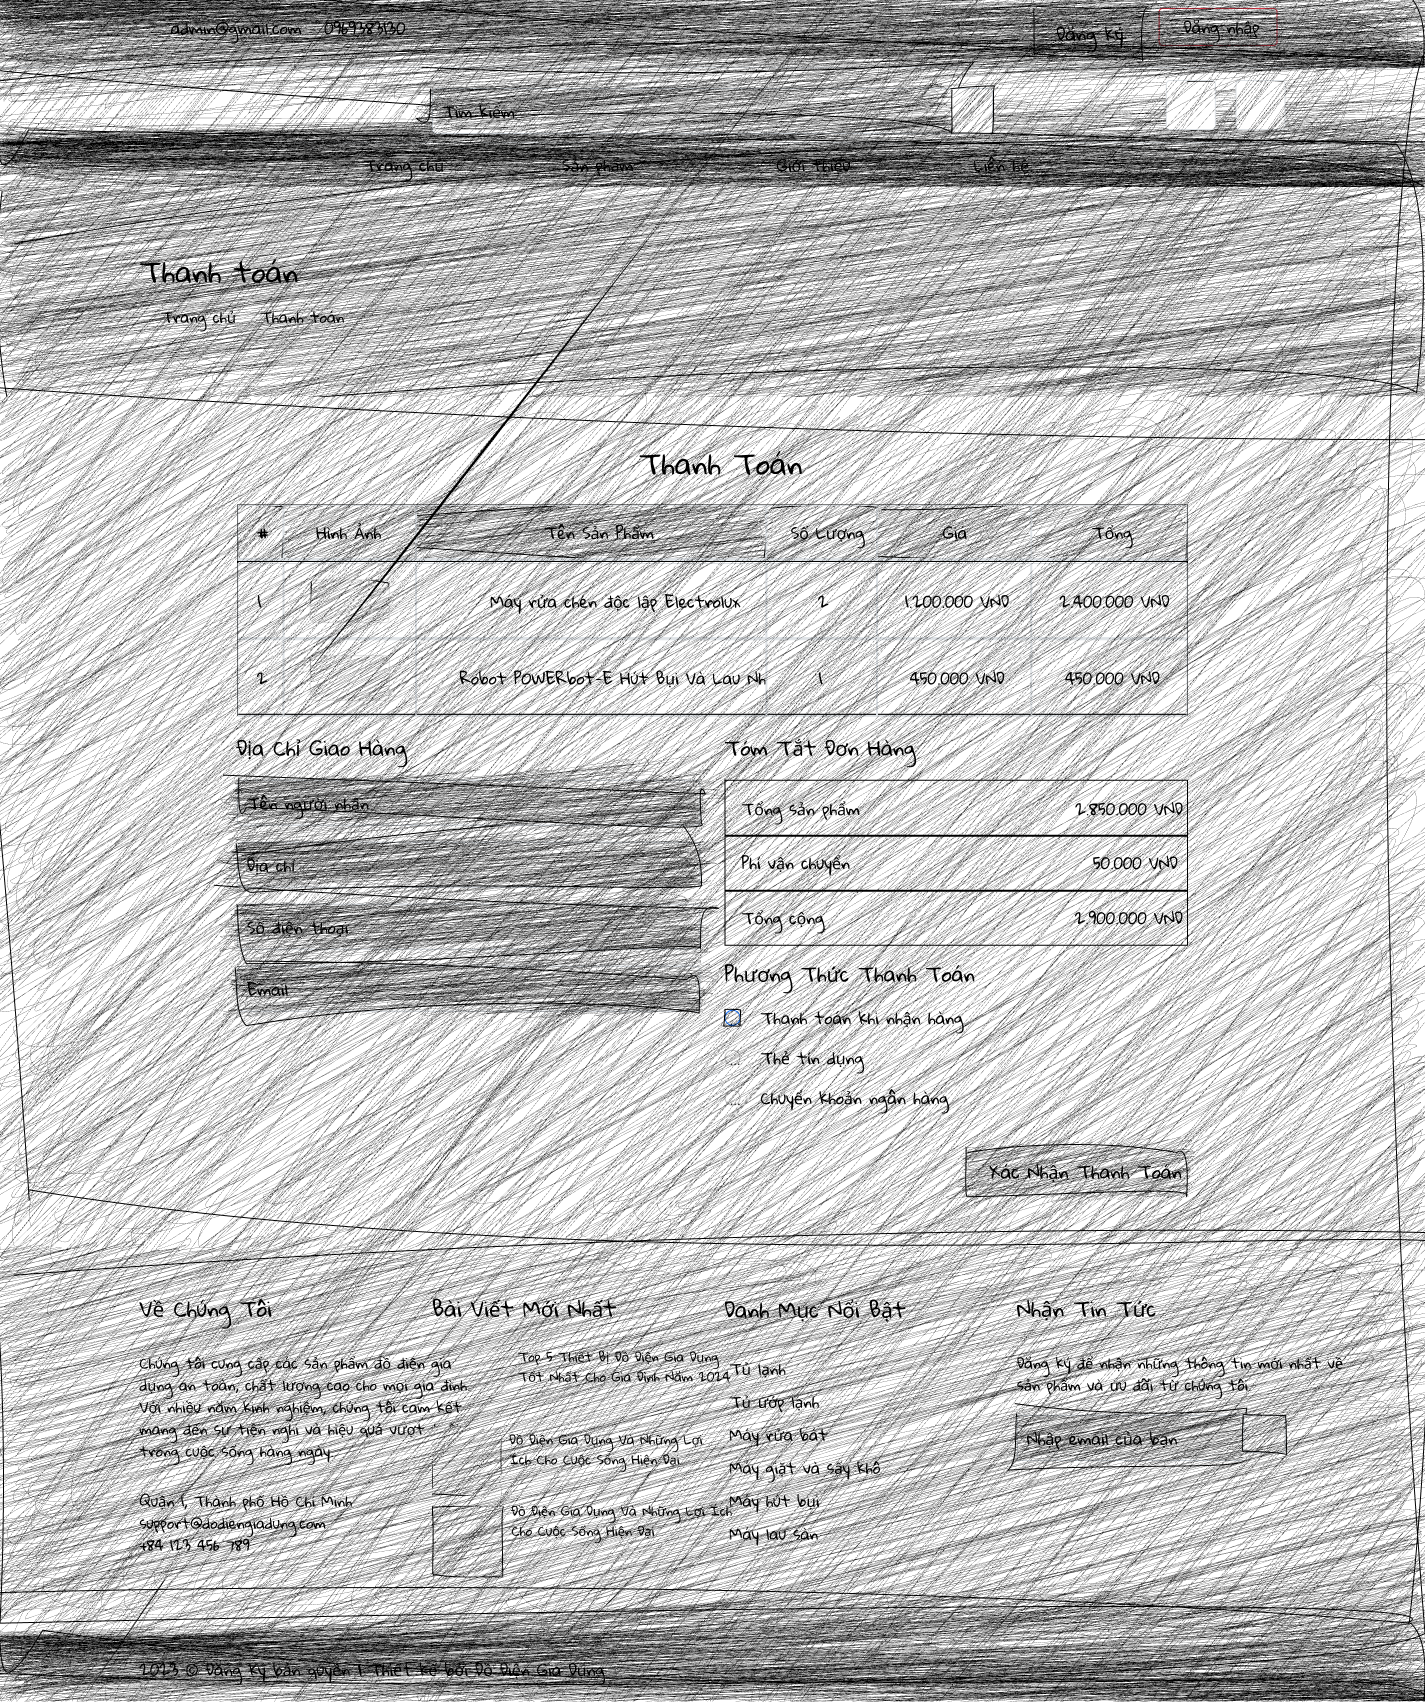 admin@gmail.com 0969383130 Đăng ký Đăng nhập
Tìm kiếm
Trang chủ Sản phẩm Giới thiệu Liên hệ
Thanh toán
Trang chủ Thanh toán
Thanh Toán
# Hình Ảnh Tên Sản Phẩm Số Lượng Giá Tổng
1 Máy rửa chén độc lập Electrolux 2 1.200.000 VNĐ 2.400.000 VNĐ
2 Robot POWERbot-E Hút Bụi Và Lau Nh 1 450.000 VNĐ 450.000 VNĐ
Địa Chỉ Giao Hàng
Tên người nhận
Địa chỉ
Số điện thoại
Email
Tóm Tắt Đơn Hàng
Tổng sản phẩm 2.850.000 VNĐ
Phí vận chuyển 50.000 VNĐ
Tổng cộng 2.900.000 VNĐ
Phương Thức Thanh Toán
Thanh toán khi nhận hàng
Thẻ tín dụng
Chuyển khoản ngân hàng
Xác Nhận Thanh Toán
Về Chúng Tôi
Chúng tôi cung cấp các sản phẩm đồ điện gia
dụng an toàn, chất lượng cao cho mọi gia đình.
Với nhiều năm kinh nghiệm, chúng tôi cam kết
mang đến sự tiện nghi và hiệu quả vượt
trong cuộc sống hàng ngày.
Quận 1, Thành phố Hồ Chí Minh
support@dodiengiadung.com
+84 123 456 789
Bài Viết Mới Nhất
Top 5 Thiết Bị Đồ Điện Gia Dụng
Tốt Nhất Cho Gia Đình Năm 2024
Đồ Điện Gia Dụng Và Những Lợi
Ích Cho Cuộc Sống Hiện Đại
Đồ Điện Gia Dụng Và Những Lợi Ích
Cho Cuộc Sống Hiện Đại
Danh Mục Nổi Bật
Tủ lạnh
Tủ ướp lạnh
Máy rửa bát
Máy giặt và sấy khô
Máy hút bụi
Máy lau sàn
Nhận Tin Tức
Đăng ký để nhận những thông tin mới nhất về
sản phẩm và ưu đãi từ chúng tôi.
Nhập email của bạn
2023 © Đăng ký bản quyền | Thiết kế bởi Đồ Điện Gia Dụng